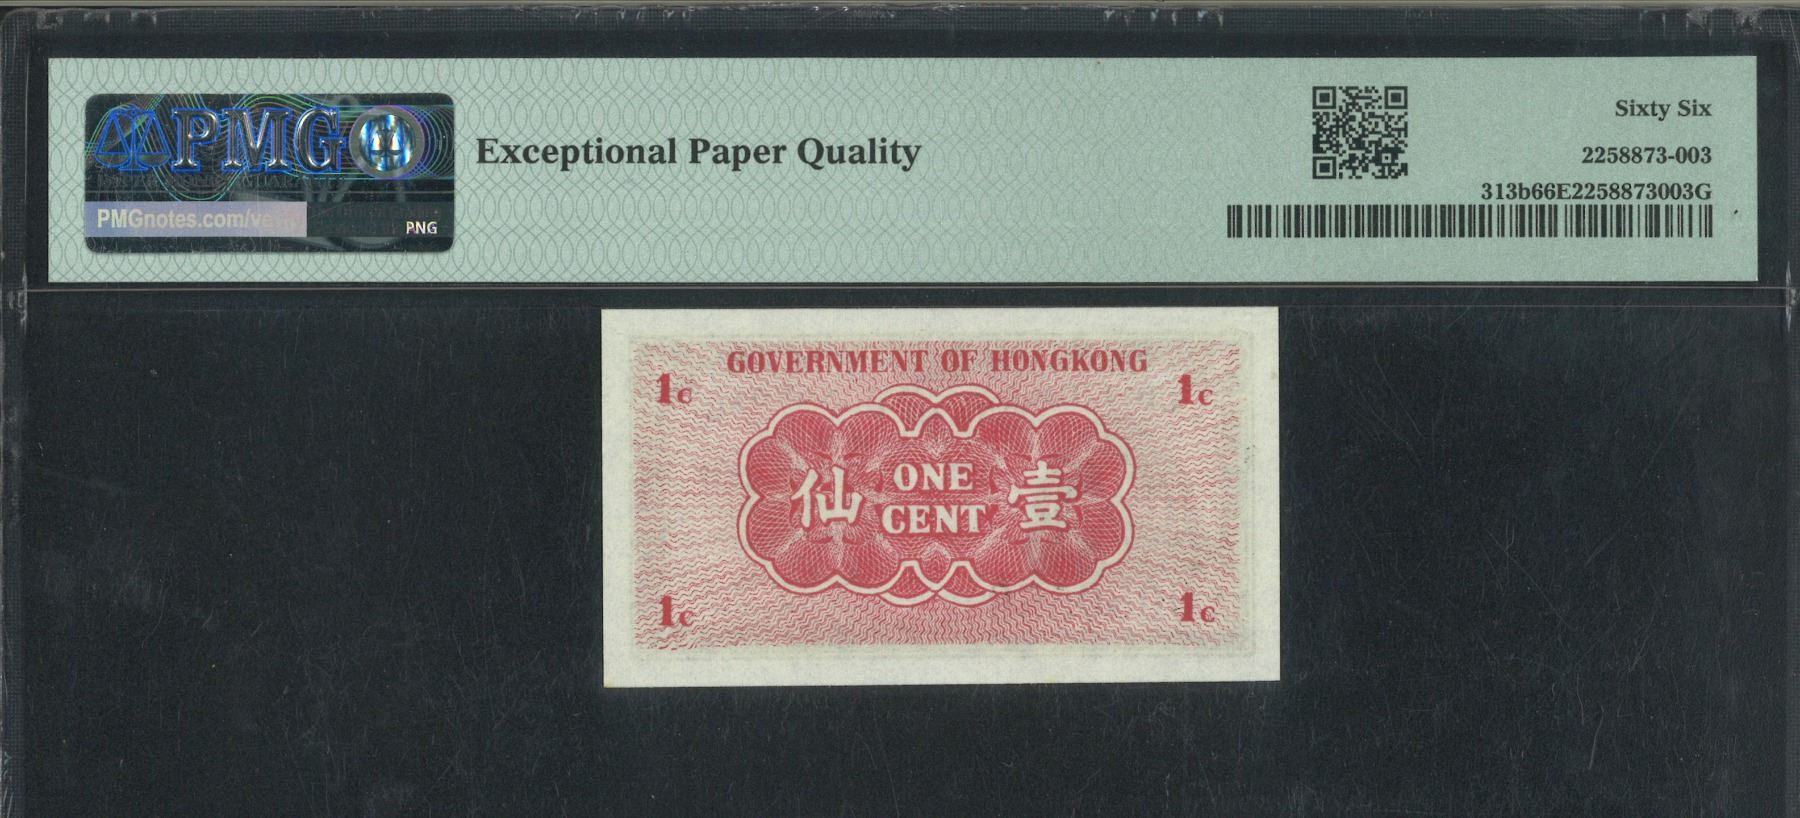 PMG
PMGnotes.com/ve
PNG
Exceptional Paper Quality
Sixty Six
2258873-003
313b66E2258873003G
GOVERNMENT OF HONGKONG
1c 1c
仙 ONE CENT 壹
1c 1c